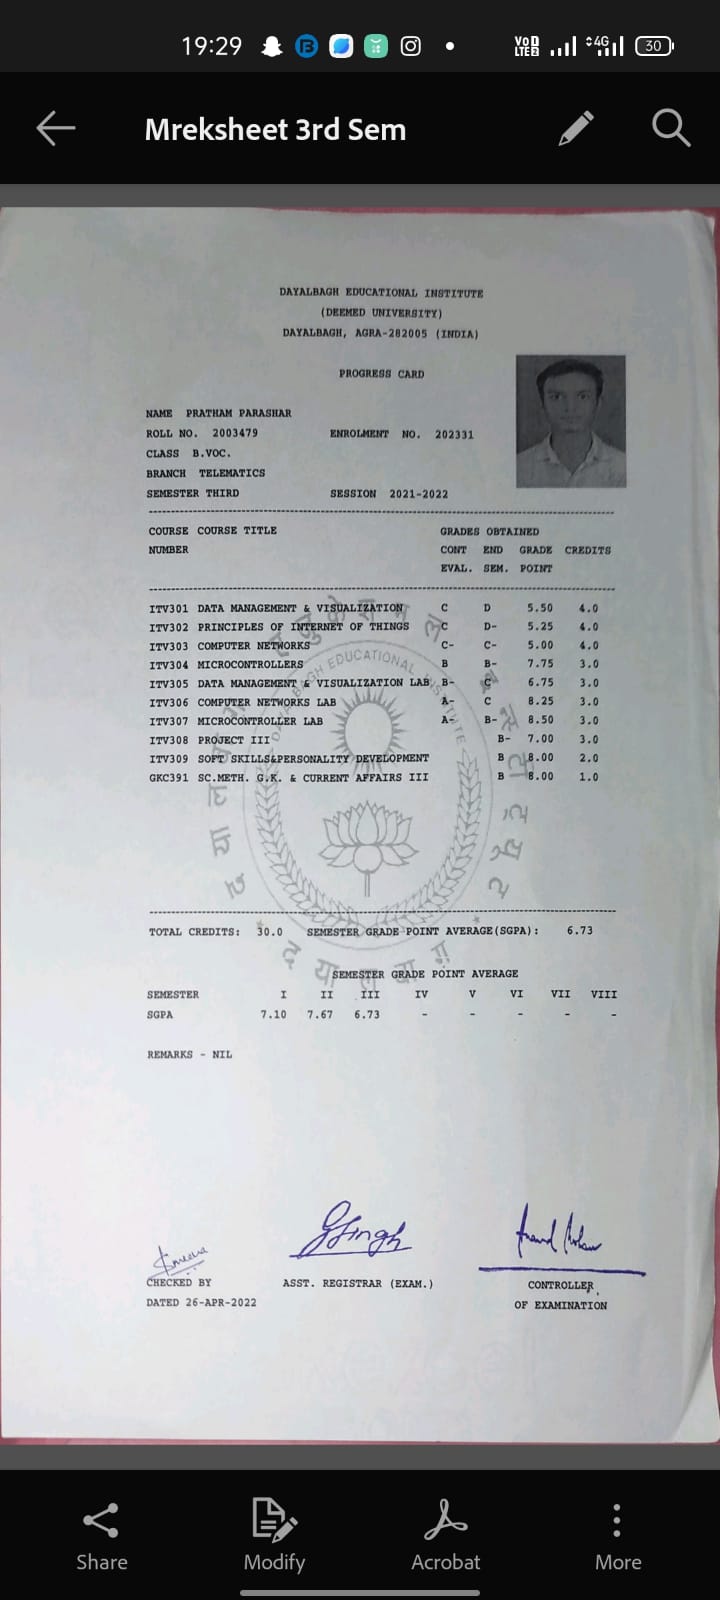 19:29 VoD LTE2 4G 30
Mreksheet 3rd Sem
DAYALBAGH EDUCATIONAL INSTITUTE
(DEEMED UNIVERSITY)
DAYALBAGH, AGRA-282005 (INDIA)
PROGRESS CARD
NAME PRATHAM PARASHAR
ROLL NO. 2003479 ENROLMENT NO. 202331
CLASS B.VOC.
BRANCH TELEMATICS
SEMESTER THIRD SESSION 2021-2022
COURSE COURSE TITLE GRADES OBTAINED
NUMBER CONT END GRADE CREDITS
EVAL. SEM. POINT
ITV301 DATA MANAGEMENT & VISUALIZATION C D 5.50 4.0
ITV302 PRINCIPLES OF INTERNET OF THINGS C D- 5.25 4.0
ITV303 COMPUTER NETWORKS C- C- 5.00 4.0
ITV304 MICROCONTROLLERS B B- 7.75 3.0
ITV305 DATA MANAGEMENT & VISUALIZATION LAB B- C 6.75 3.0
ITV306 COMPUTER NETWORKS LAB A- C 8.25 3.0
ITV307 MICROCONTROLLER LAB A- B- 8.50 3.0
ITV308 PROJECT III B- 7.00 3.0
ITV309 SOFT SKILLS&PERSONALITY DEVELOPMENT B 8.00 2.0
GKC391 SC.METH. G.K. & CURRENT AFFAIRS III B 8.00 1.0
DAYALBAGH EDUCATIONAL INSTITUTE
TOTAL CREDITS: 30.0 SEMESTER GRADE POINT AVERAGE(SGPA): 6.73
SEMESTER GRADE POINT AVERAGE
SEMESTER I II III IV V VI VII VIII
SGPA 7.10 7.67 6.73 - - - - -
REMARKS - NIL
GSingh
CHECKED BY ASST. REGISTRAR (EXAM.) CONTROLLER
DATED 26-APR-2022 OF EXAMINATION
Share Modify Acrobat More